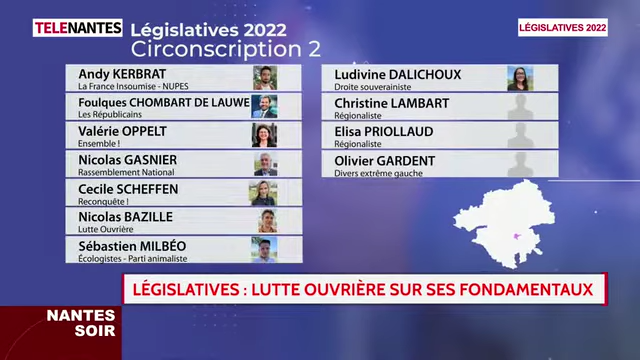 TELENANTES
Législatives 2022
Circonscription 2
LÉGISLATIVES 2022
Andy KERBRAT
La France Insoumise - NUPES
Foulques CHOMBART DE LAUWE
Les Républicains
Valérie OPPELT
Ensemble !
Nicolas GASNIER
Rassemblement National
Cecile SCHEFFEN
Reconquête !
Nicolas BAZILLE
Lutte Ouvrière
Sébastien MILBÉO
Écologistes - Parti animaliste
Ludivine DALICHOUX
Droite souverainiste
Christine LAMBART
Régionaliste
Elisa PRIOLLAUD
Régionaliste
Olivier GARDENT
Divers extrême gauche
LÉGISLATIVES : LUTTE OUVRIÈRE SUR SES FONDAMENTAUX
NANTES
SOIR